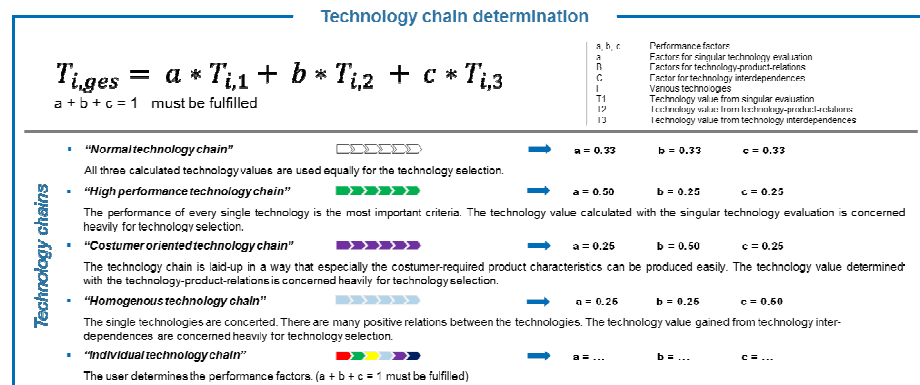 Technology chain determination
T_{i,ges} = a * T_{i,1} + b * T_{i,2} + c * T_{i,3}
a + b + c = 1 must be fulfilled
a, b, c Performance factors
a Factors for singular technology evaluation
B Factors for technology-product-relations
C Factor for technology interdependences
I Various technologies
T1 Technology value from singular evaluation
T2 Technology value from technology-product-relations
T3 Technology value from technology interdependences
Technology chains
▪ “Normal technology chain” a = 0.33 b = 0.33 c = 0.33
All three calculated technology values are used equally for the technology selection.
▪ “High performance technology chain” a = 0.50 b = 0.25 c = 0.25
The performance of every single technology is the most important criteria. The technology value calculated with the singular technology evaluation is concerned
heavily for technology selection.
▪ “Costumer oriented technology chain” a = 0.25 b = 0.50 c = 0.25
The technology chain is laid-up in a way that especially the costumer-required product characteristics can be produced easily. The technology value determined
with the technology-product-relations is concerned heavily for technology selection.
▪ “Homogenous technology chain” a = 0.25 b = 0.25 c = 0.50
The single technologies are concerted. There are many positive relations between the technologies. The technology value gained from technology inter-
dependences are concerned heavily for technology selection.
▪ “Individual technology chain” a = ... b = ... c = ...
The user determines the performance factors. (a + b + c = 1 must be fulfilled)